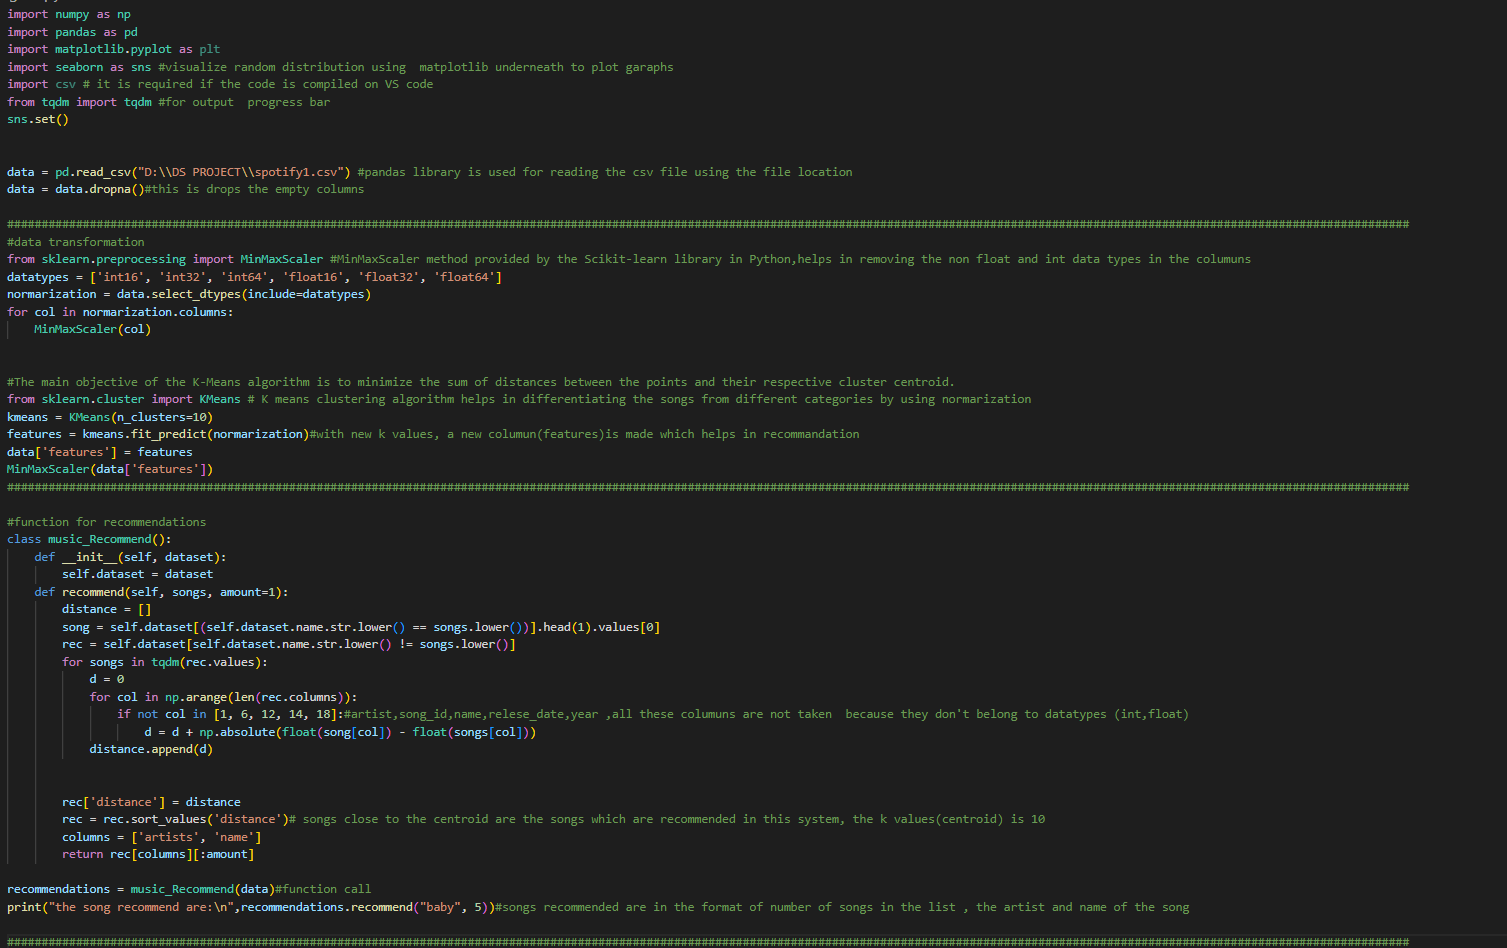 import numpy as np
import pandas as pd
import matplotlib.pyplot as plt
import seaborn as sns #visualize random distribution using  matplotlib underneath to plot garaphs
import csv # it is required if the code is compiled on VS code
from tqdm import tqdm #for output  progress bar
sns.set()
data = pd.read_csv("D:\\DS PROJECT\\spotify1.csv") #pandas library is used for reading the csv file using the file location
data = data.dropna()#this is drops the empty columns
############################################################################################################################################################################################################
#data transformation
from sklearn.preprocessing import MinMaxScaler #MinMaxScaler method provided by the Scikit-learn library in Python,helps in removing the non float and int data types in the columuns
datatypes = ['int16', 'int32', 'int64', 'float16', 'float32', 'float64']
normarization = data.select_dtypes(include=datatypes)
for col in normarization.columns:
    MinMaxScaler(col)
#The main objective of the K-Means algorithm is to minimize the sum of distances between the points and their respective cluster centroid.
from sklearn.cluster import KMeans # K means clustering algorithm helps in differentiating the songs from different categories by using normarization
kmeans = KMeans(n_clusters=10)
features = kmeans.fit_predict(normarization)#with new k values, a new columun(features)is made which helps in recommandation
data['features'] = features
MinMaxScaler(data['features'])
############################################################################################################################################################################################################
#function for recommendations
class music_Recommend():
    def __init__(self, dataset):
        self.dataset = dataset
    def recommend(self, songs, amount=1):
        distance = []
        song = self.dataset[(self.dataset.name.str.lower() == songs.lower())].head(1).values[0]
        rec = self.dataset[self.dataset.name.str.lower() != songs.lower()]
        for songs in tqdm(rec.values):
            d = 0
            for col in np.arange(len(rec.columns)):
                if not col in [1, 6, 12, 14, 18]:#artist,song_id,name,relese_date,year ,all these columuns are not taken  because they don't belong to datatypes (int,float)
                    d = d + np.absolute(float(song[col]) - float(songs[col]))
            distance.append(d)
        rec['distance'] = distance
        rec = rec.sort_values('distance')# songs close to the centroid are the songs which are recommended in this system, the k values(centroid) is 10
        columns = ['artists', 'name']
        return rec[columns][:amount]
recommendations = music_Recommend(data)#function call
print("the song recommend are:\n",recommendations.recommend("baby", 5))#songs recommended are in the format of number of songs in the list , the artist and name of the song
############################################################################################################################################################################################################